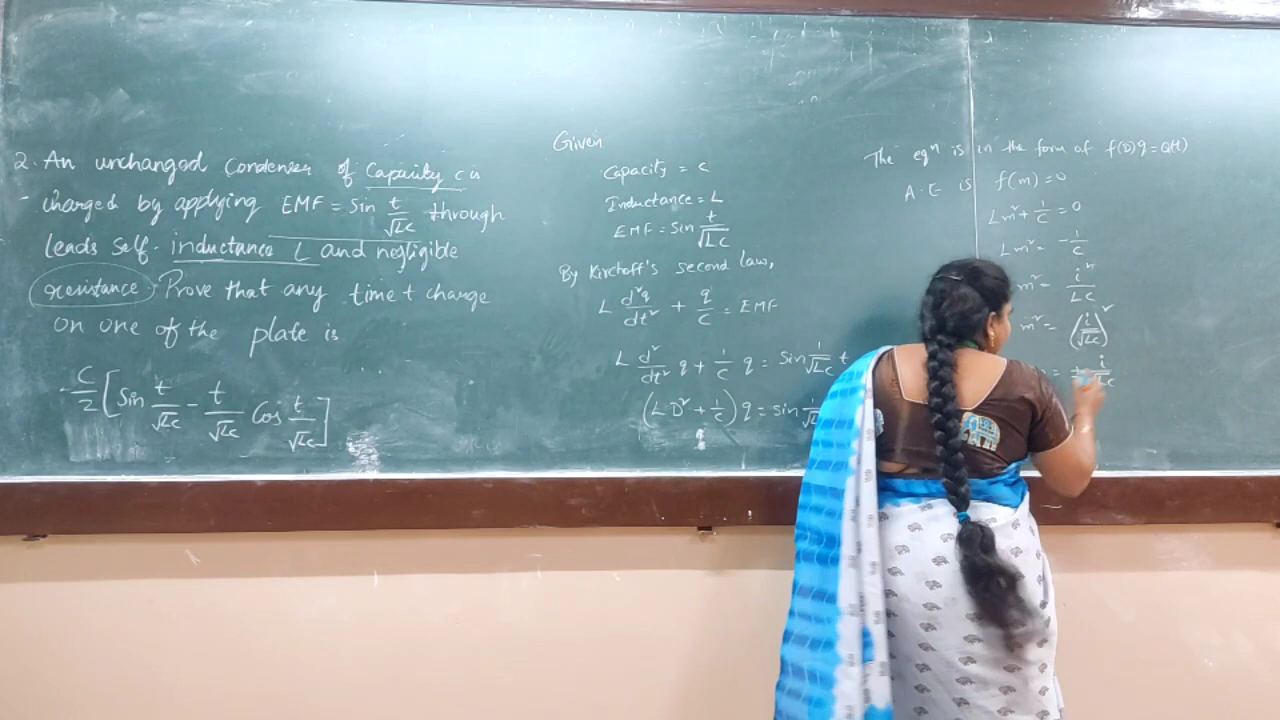 2. An unchanged Condenser of Capacity c is
charged by applying EMF = Sin t/√Lc through
leads self- inductance L and negligible
resistance. Prove that any time t change
on one of the plate is
C/2 [Sin t/√Lc - t/√Lc Cos t/√Lc]
Given
Capacity = c
Inductance = L
EMF = Sin t/√Lc
By Kirchoff's second law,
L d²q/dt² + q/c = EMF
L d²/dt² q + 1/c q = Sin 1/√Lc t
(LD² + 1/c) q = sin 1/√L
The eqⁿ is in the form of f(D)q = Q(t)
A.E is f(m) = 0
Lm² + 1/c = 0
Lm² = -1/c
m² = i²/Lc
m² = (i/√Lc)²
= ± i/√Lc